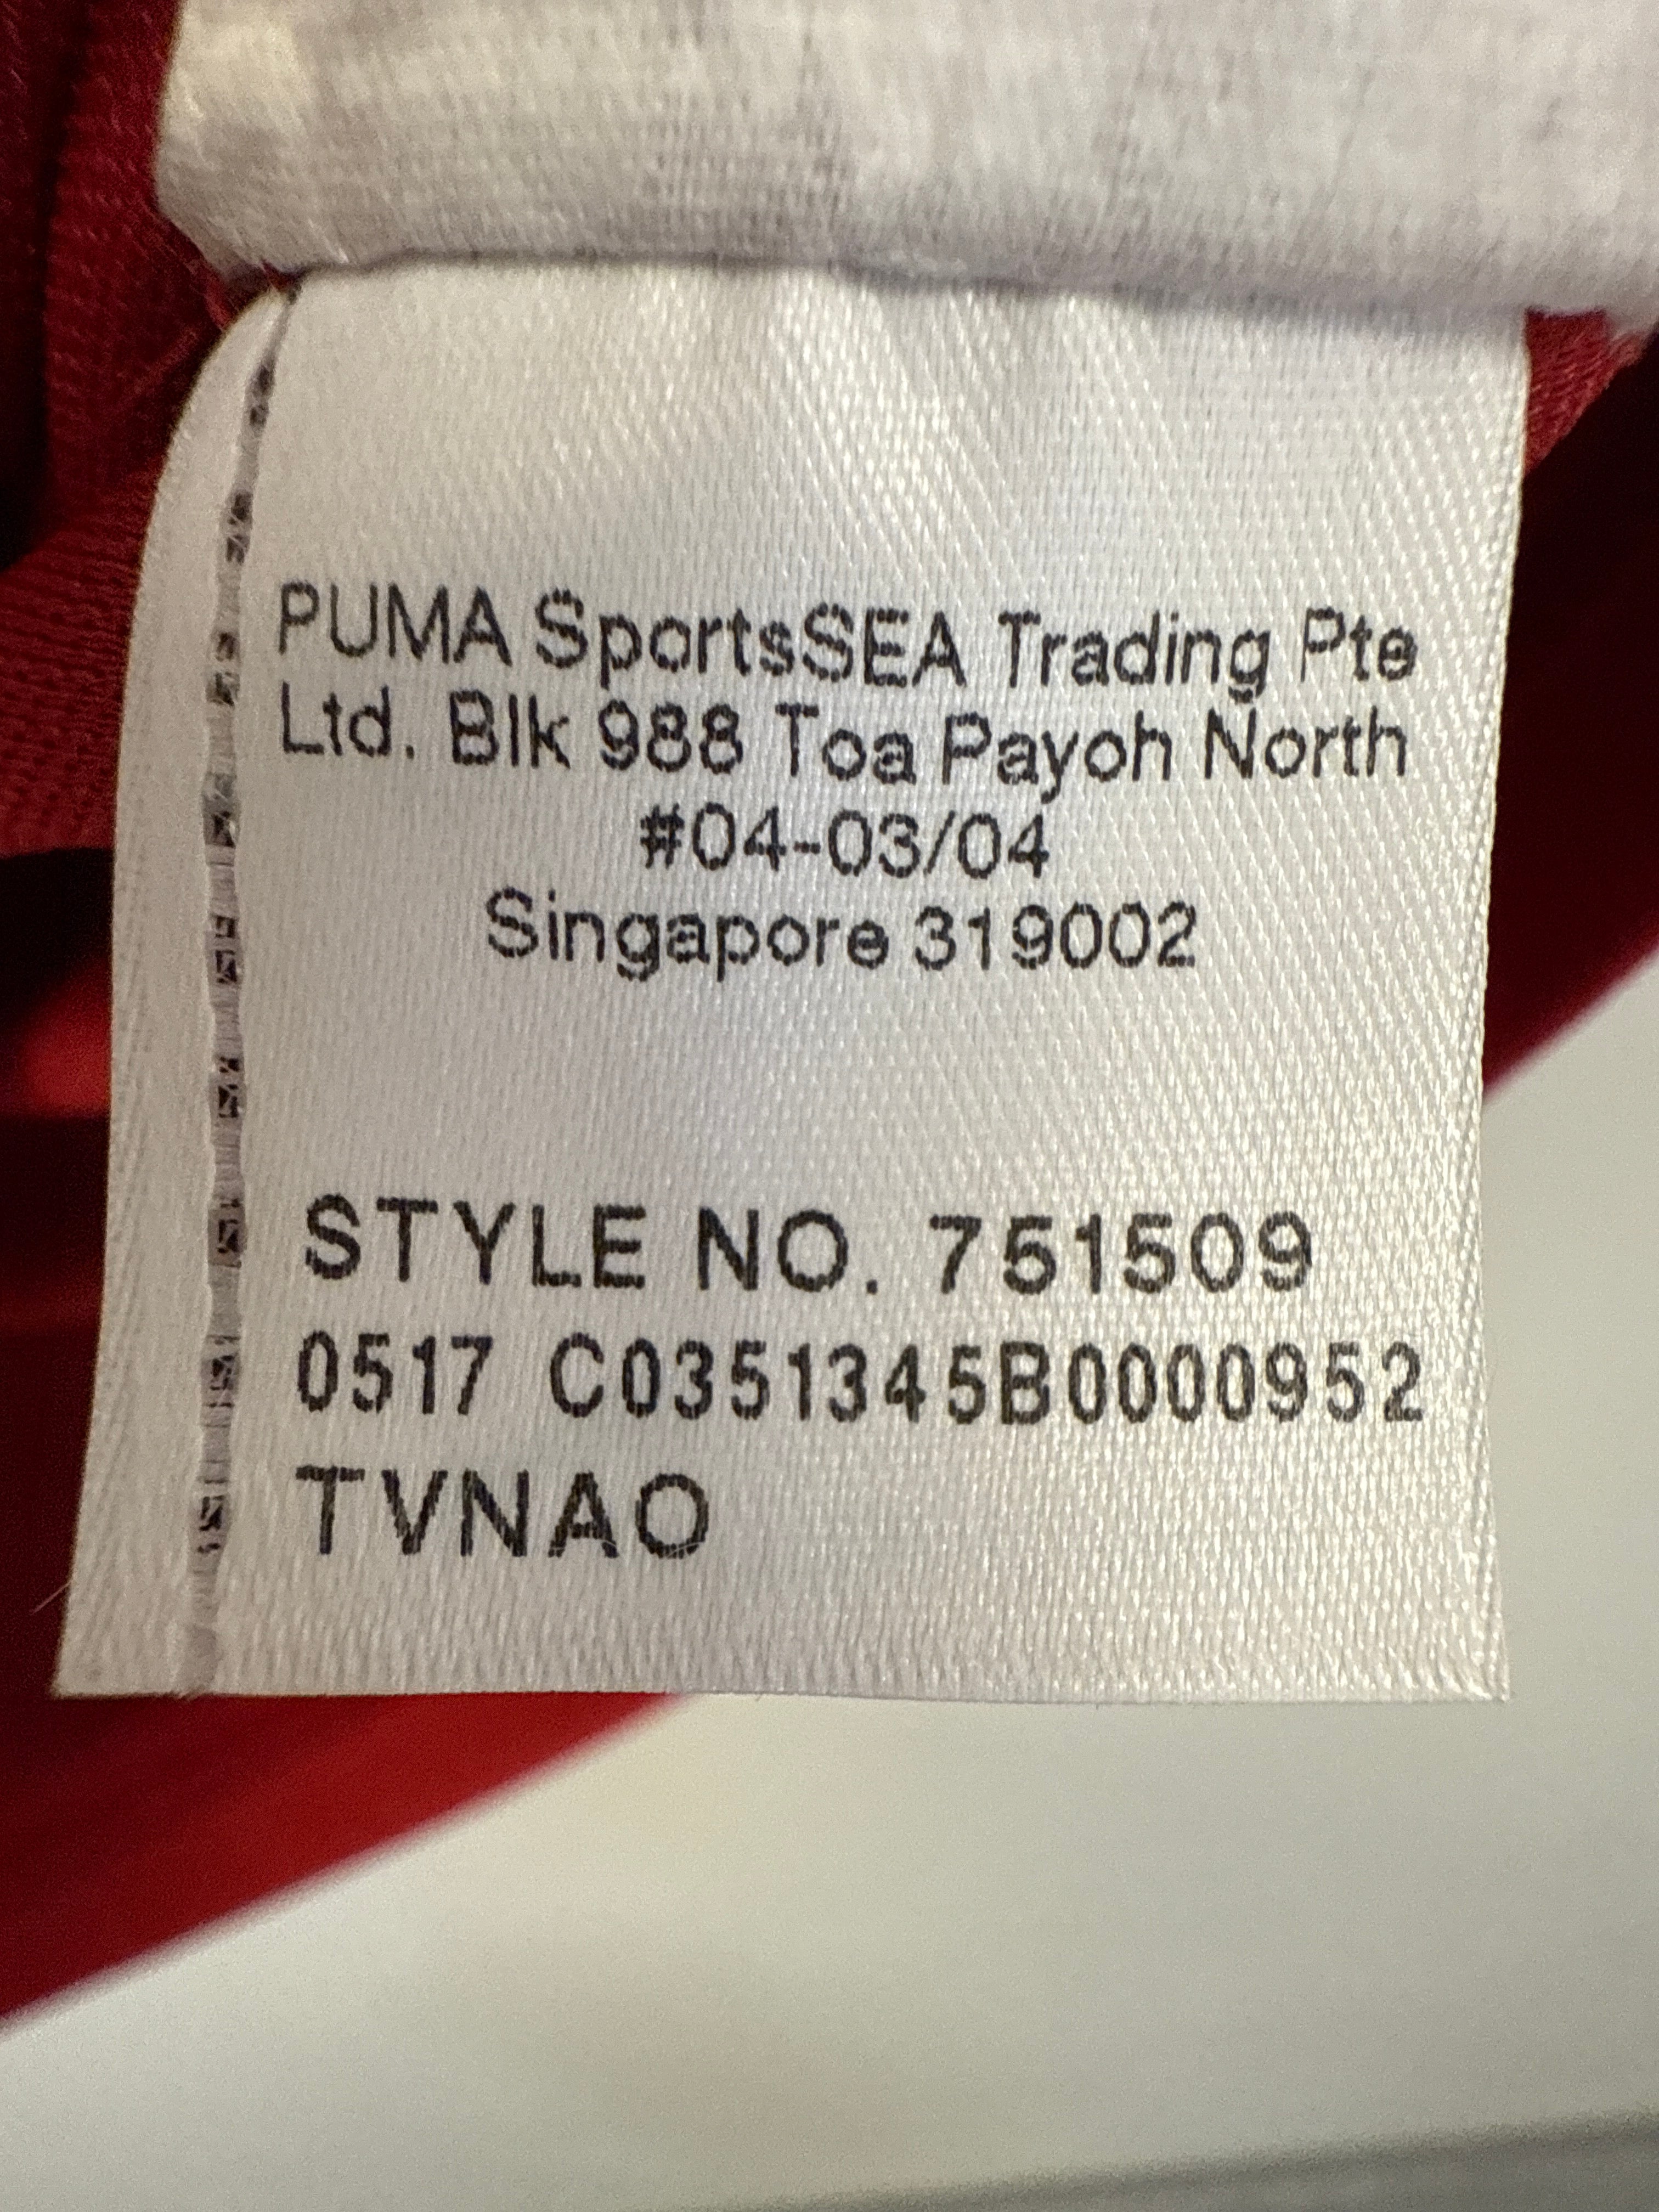 PUMA SportsSEA Trading Pte
Ltd. Blk 988 Toa Payoh North
#04-03/04
Singapore 319002
STYLE NO. 751509
0517 C0351345B0000952
TVNAO